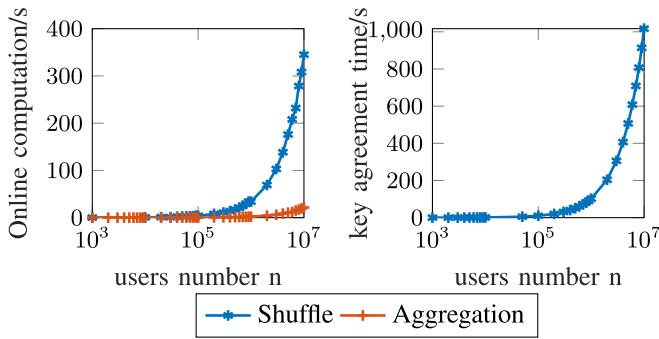 Online computation/s
400
300
200
100
0
10^3
10^5
10^7
users number n
key agreement time/s
1,000
800
600
400
200
0
10^3
10^5
10^7
users number n
Shuffle
Aggregation